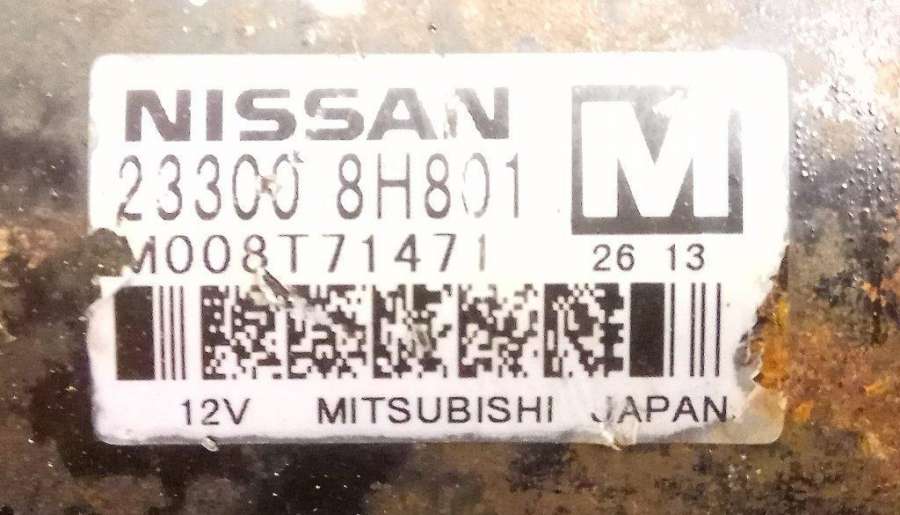 NISSAN M
23300 8H801
M008T71471 26 13
12V MITSUBISHI JAPAN